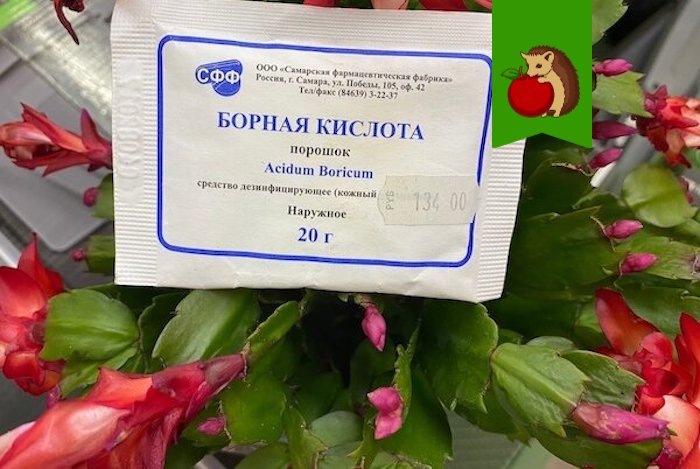 СФФ
ООО «Самарская фармацевтическая фабрика»
Россия, г. Самара, ул. Победы, 105, оф. 42
Тел/факс (84639) 3-22-37
БОРНАЯ КИСЛОТА
порошок
Acidum Boricum
средство дезинфицирующее (кожный
РУБ 134 00
Наружное
20 г